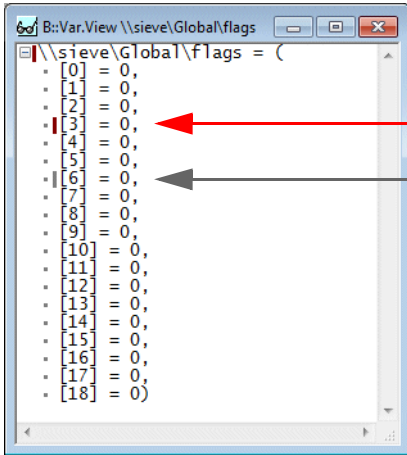 B::Var.View \\sieve\Global\flags
\\sieve\Global\flags = (
[0] = 0,
[1] = 0,
[2] = 0,
[3] = 0,
[4] = 0,
[5] = 0,
[6] = 0,
[7] = 0,
[8] = 0,
[9] = 0,
[10] = 0,
[11] = 0,
[12] = 0,
[13] = 0,
[14] = 0,
[15] = 0,
[16] = 0,
[17] = 0,
[18] = 0)